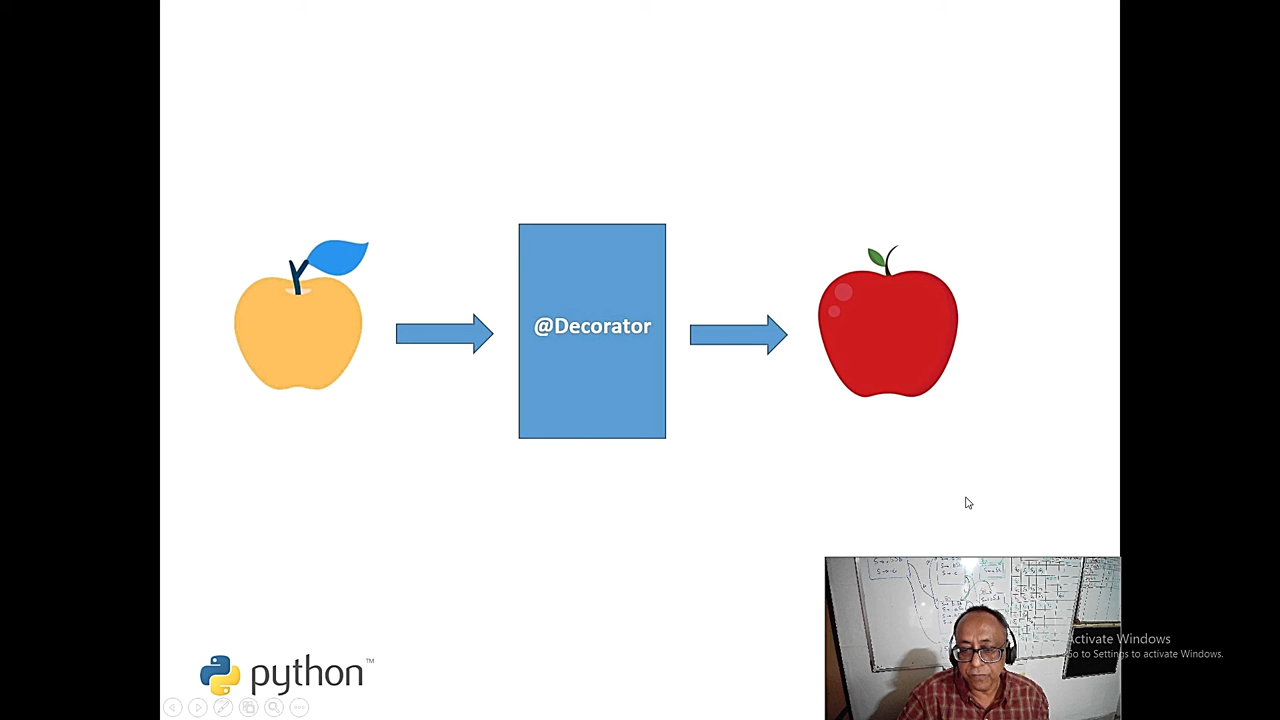 @Decorator
python™
Activate Windows
Go to Settings to activate Windows.